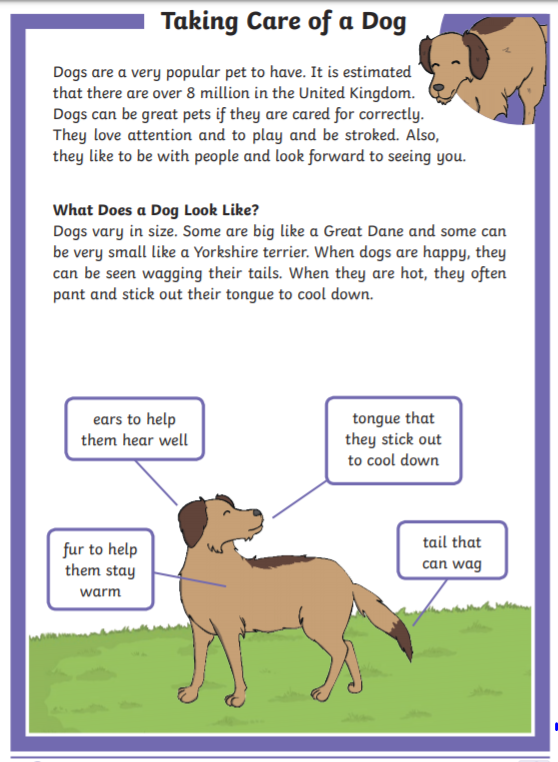 Taking Care of a Dog
Dogs are a very popular pet to have. It is estimated
that there are over 8 million in the United Kingdom.
Dogs can be great pets if they are cared for correctly.
They love attention and to play and be stroked. Also,
they like to be with people and look forward to seeing you.
What Does a Dog Look Like?
Dogs vary in size. Some are big like a Great Dane and some can
be very small like a Yorkshire terrier. When dogs are happy, they
can be seen wagging their tails. When they are hot, they often
pant and stick out their tongue to cool down.
ears to help
them hear well
tongue that
they stick out
to cool down
fur to help
them stay
warm
tail that
can wag